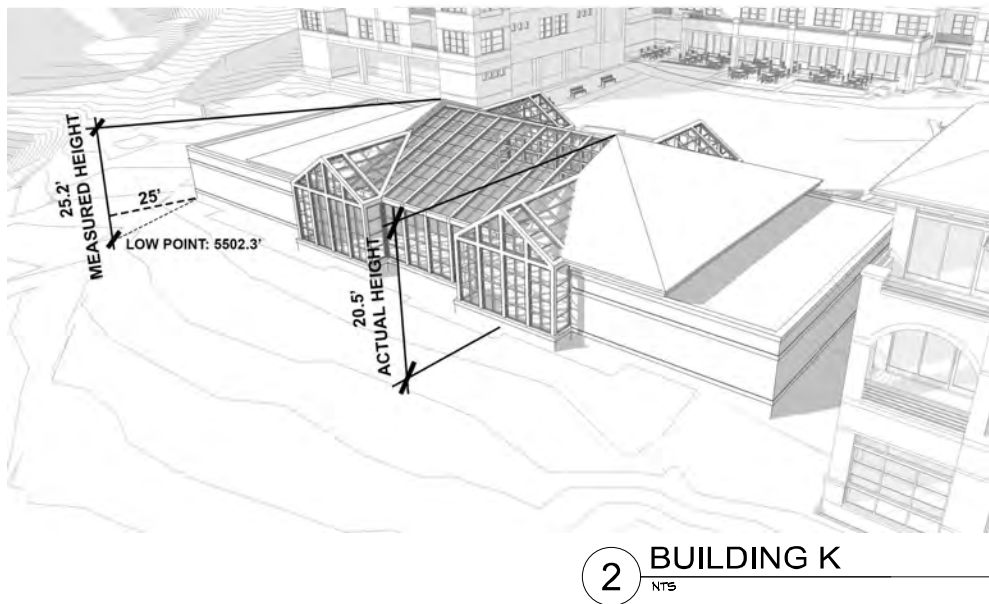 25.2'
MEASURED HEIGHT
25'
LOW POINT: 5502.3'
20.5'
ACTUAL HEIGHT
2
BUILDING K
NTS